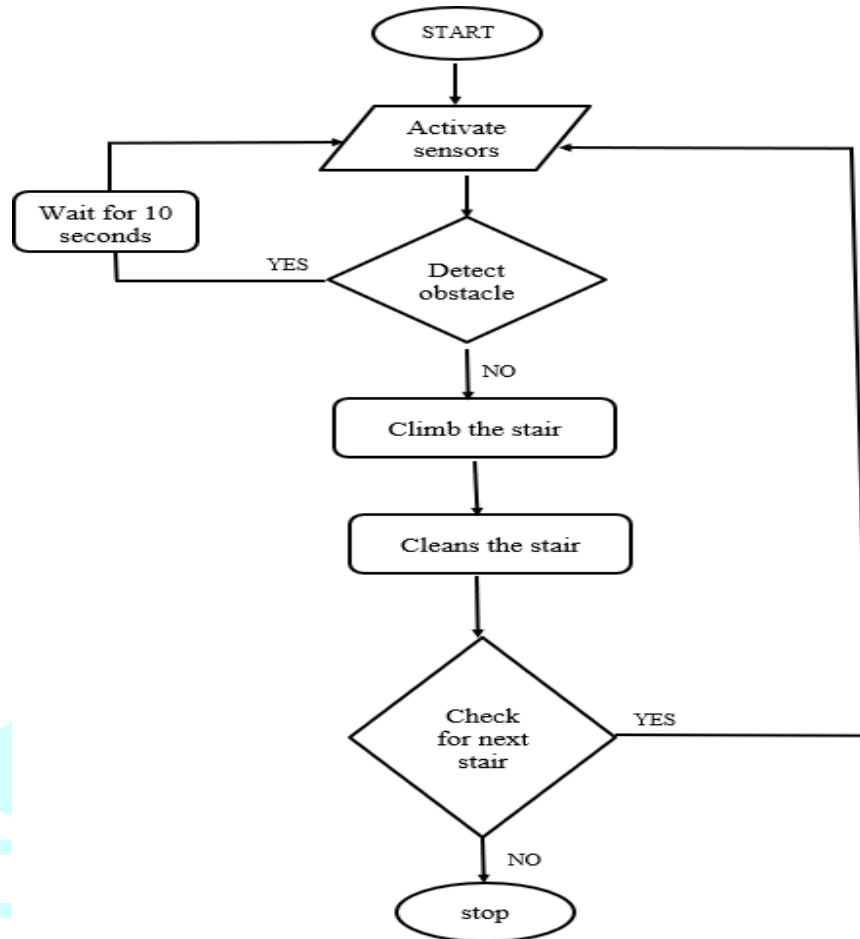 START
Activate
sensors
Wait for 10
seconds
YES
Detect
obstacle
NO
Climb the stair
Cleans the stair
Check
for next
stair
YES
NO
stop